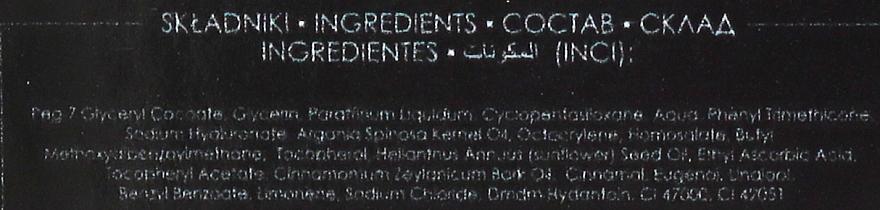 SKŁADNIKI • INGREDIENTS • СОСТАВ • СКЛАД
INGREDIENTES • المكونات (INCI):
Peg 7 Glyceryl Cocoate, Glycerin, Paraffinum Liquidum, Cyclopentasiloxane, Aqua, Phenyl Trimethicone,
Sodium Hyaluronate, Argania Spinosa Kernel Oil, Octocrylene, Homosalate, Butyl
Methoxydibenzoylmethane, Tocopherol, Helianthus Annuus (sunflower) Seed Oil, Ethyl Ascorbic Acid,
Tocopheryl Acetate, Cinnamomum Zeylanicum Bark Oil, Cinnamal, Eugenol, Linalool,
Benzyl Benzoate, Limonene, Sodium Chloride, Dmdm Hydantoin, CI 47000, CI 47051